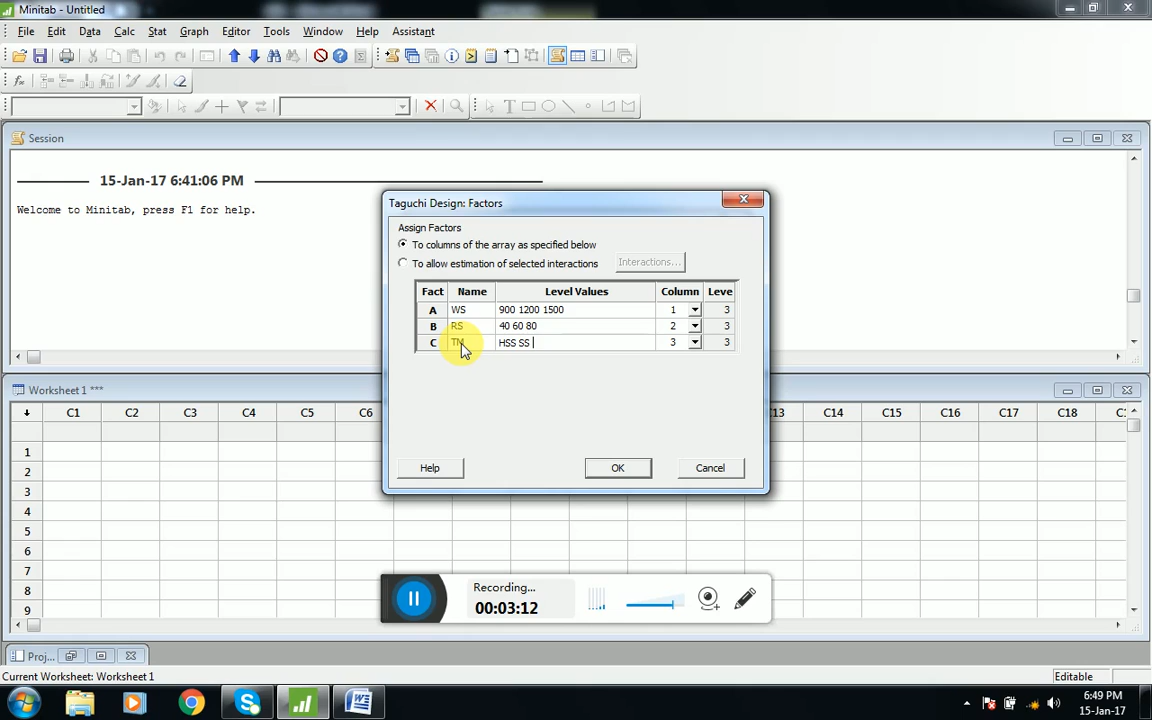 Minitab - Untitled
File Edit Data Calc Stat Graph Editor Tools Window Help Assistant
Session
15-Jan-17 6:41:06 PM
Welcome to Minitab, press F1 for help.
Taguchi Design: Factors
Assign Factors
To columns of the array as specified below
To allow estimation of selected interactions Interactions...
Fact Name Level Values Column Leve
A WS 900 1200 1500 1 3
B RS 40 60 80 2 3
C TM HSS SS 3 3
Help OK Cancel
Worksheet 1 ***
C1 C2 C3 C4 C5 C6 C13 C14 C15 C16 C17 C18
1
2
3
4
5
6
7
8
9
Recording...
00:03:12
Proj...
Current Worksheet: Worksheet 1 Editable
6:49 PM
15-Jan-17